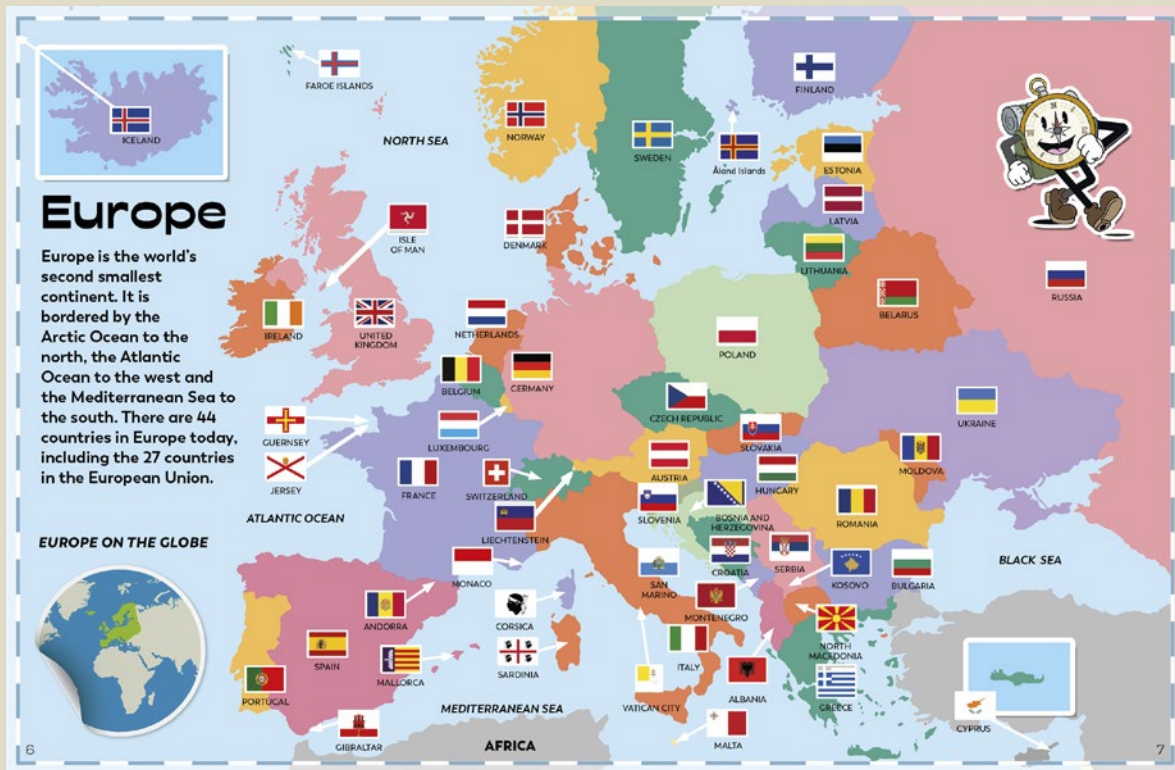 FAROE ISLANDS
ICELAND
NORTH SEA
NORWAY
SWEDEN
FINLAND
Åland Islands
ESTONIA
LATVIA
LITHUANIA
RUSSIA
BELARUS
Europe
Europe is the world's
second smallest
continent. It is
bordered by the
Arctic Ocean to the
north, the Atlantic
Ocean to the west and
the Mediterranean Sea to
the south. There are 44
countries in Europe today,
including the 27 countries
in the European Union.
ISLE
OF MAN
DENMARK
IRELAND
UNITED
KINGDOM
NETHERLANDS
BELGIUM
GERMANY
POLAND
CZECH REPUBLIC
UKRAINE
GUERNSEY
JERSEY
LUXEMBOURG
FRANCE
SWITZERLAND
LIECHTENSTEIN
AUSTRIA
SLOVAKIA
HUNGARY
MOLDOVA
ROMANIA
SLOVENIA
BOSNIA AND
HERZEGOVINA
ATLANTIC OCEAN
EUROPE ON THE GLOBE
MONACO
ANDORRA
CORSICA
SAN
MARINO
CROATIA
SERBIA
KOSOVO
BULGARIA
BLACK SEA
MONTENEGRO
NORTH
MACEDONIA
SPAIN
PORTUGAL
MALLORCA
SARDINIA
ITALY
ALBANIA
GREECE
VATICAN CITY
MALTA
CYPRUS
GIBRALTAR
MEDITERRANEAN SEA
AFRICA
6
7